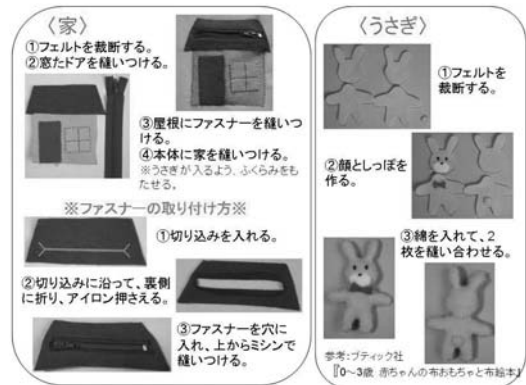 〈家〉
①フェルトを裁断する。
②窓たドアを縫いつける。
③屋根にファスナーを縫いつ
ける。
④本体に家を縫いつける。
※うさぎが入るよう、ふくらみをも
たせる。
※ファスナーの取り付け方※
①切り込みを入れる。
②切り込みに沿って、裏側
に折り、アイロン押さえる。
③ファスナーを穴に
入れ、上からミシンで
縫いつける。
〈うさぎ〉
①フェルトを
裁断する。
②顔としっぽを
作る。
③綿を入れて、2
枚を縫い合わせる。
参考:ブティック社
『0~3歳 赤ちゃんの布おもちゃと布絵本』